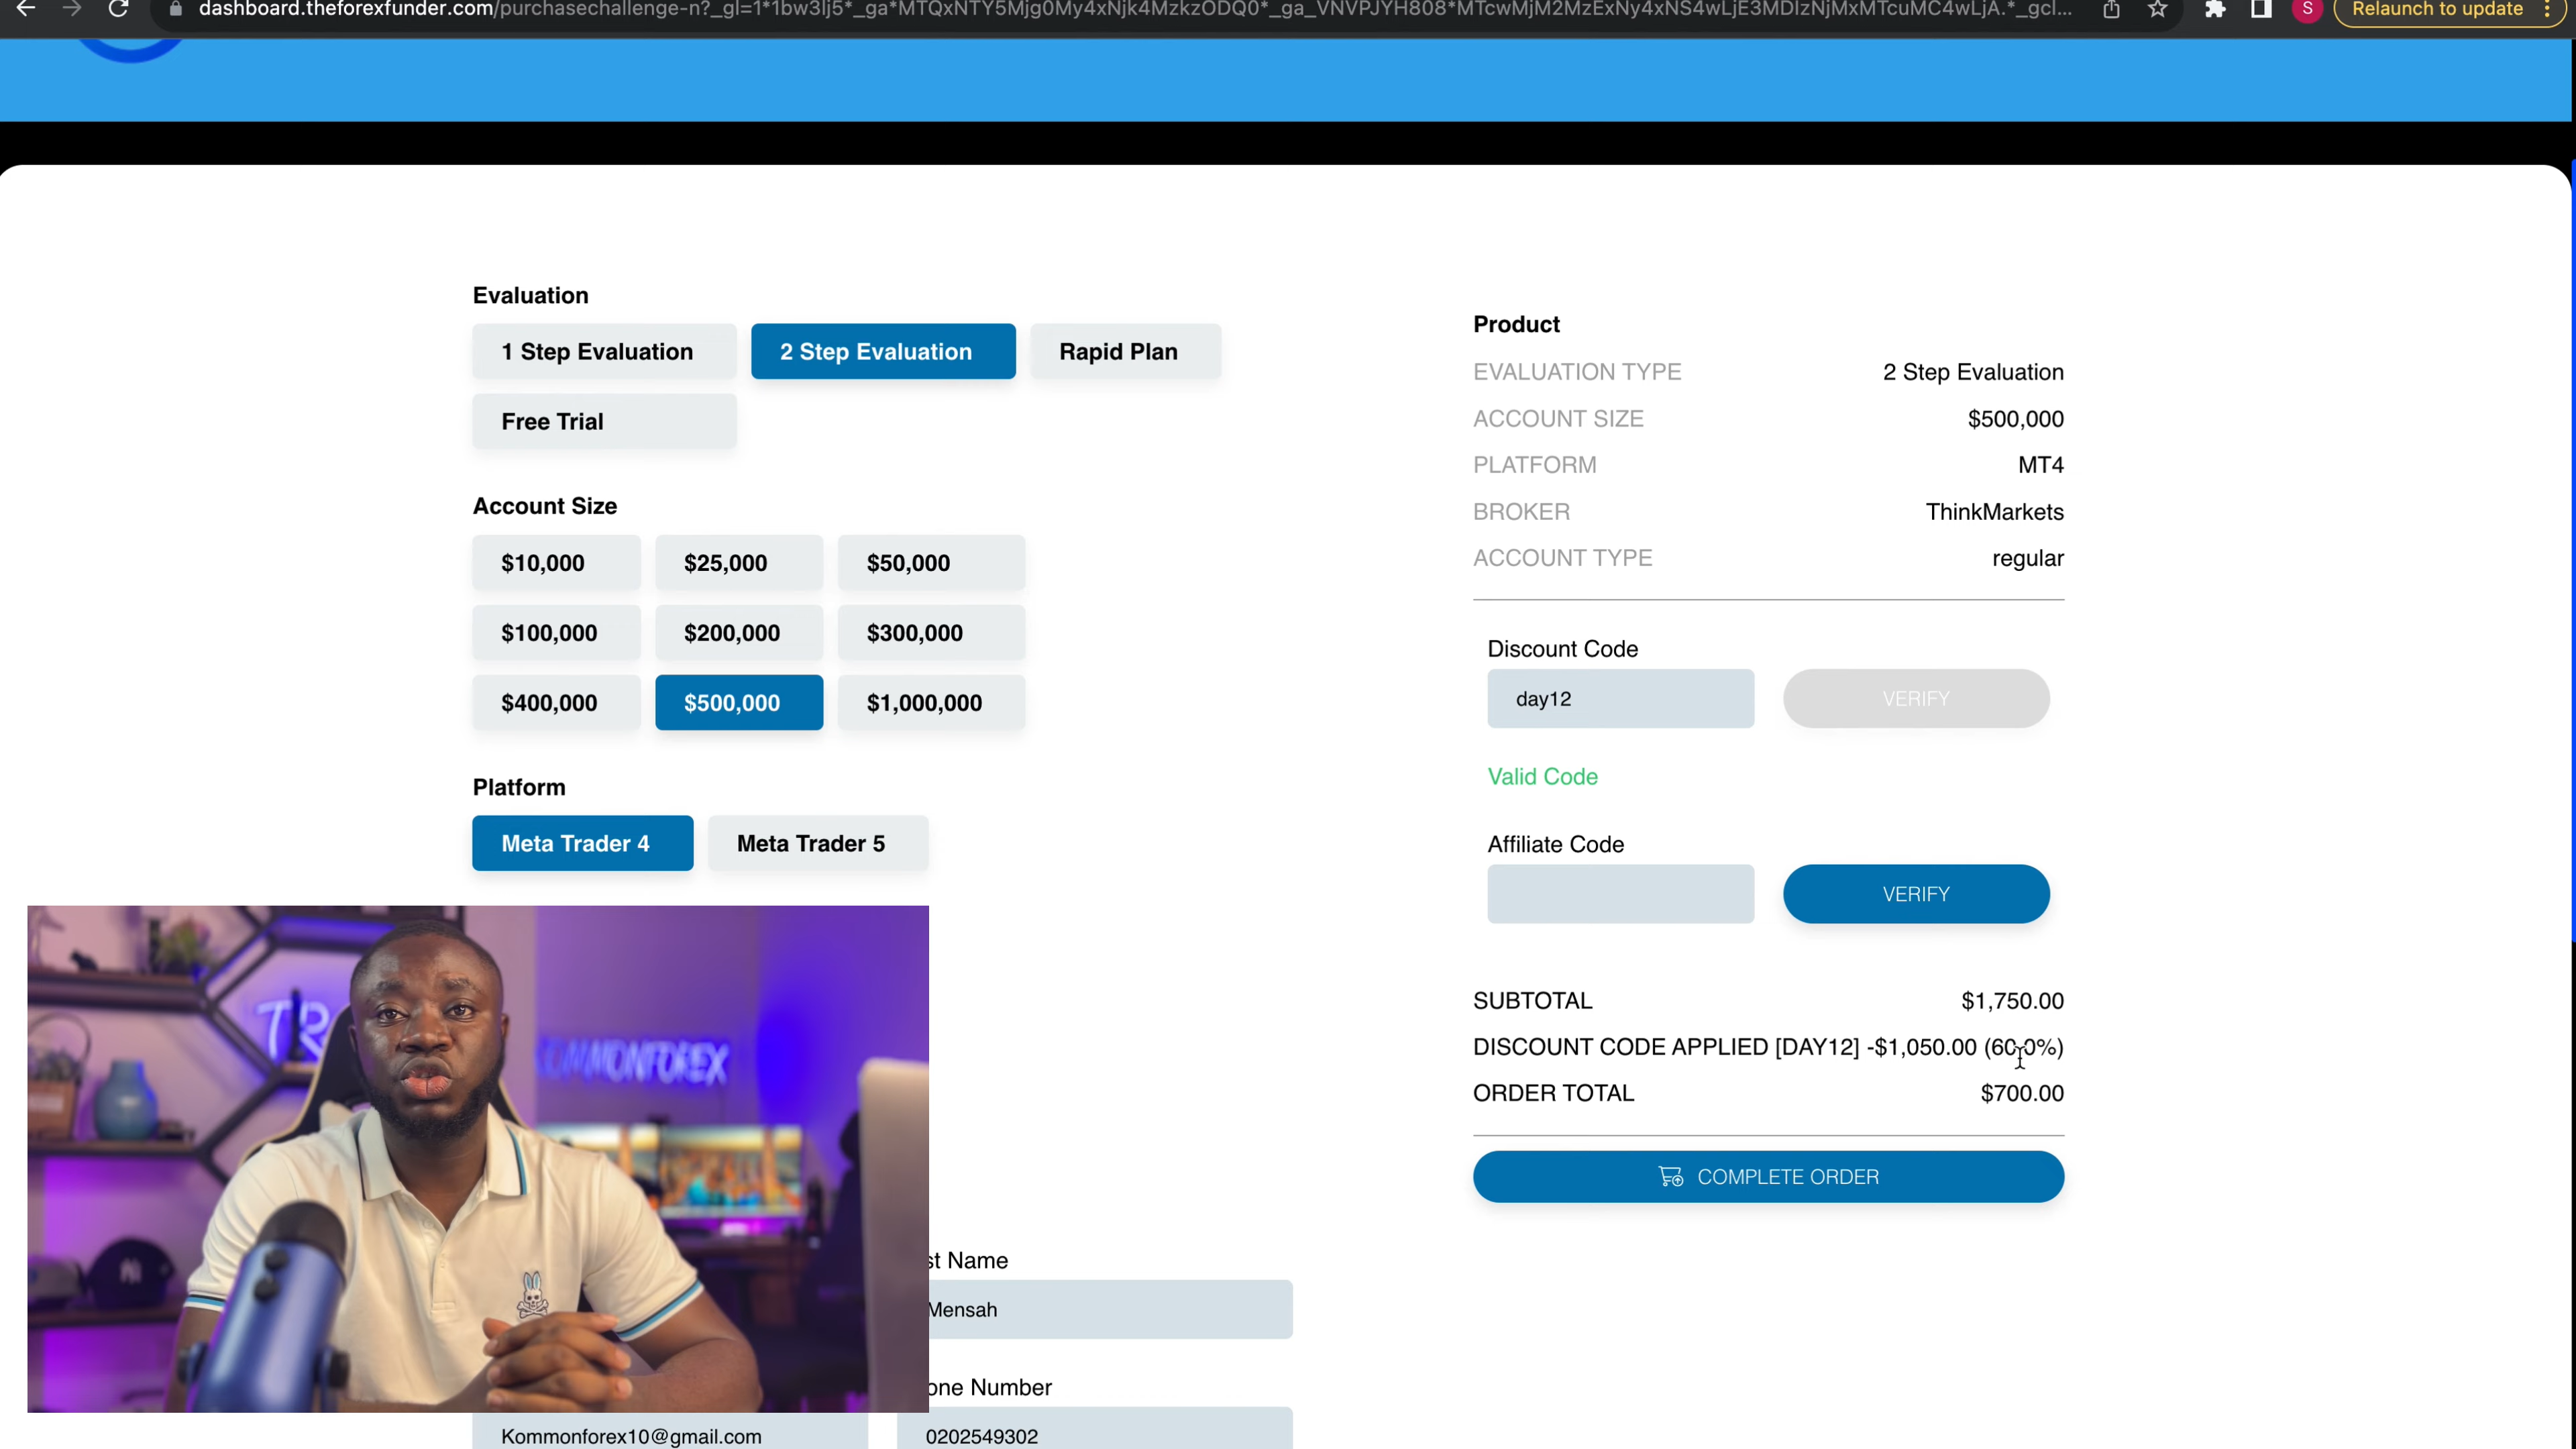 dashboard.theforexfunder.com/purchasechallenge-n?_gl=1*1bw3lj5*_ga*MTQxNTY5Mjg0My4xNjk4MzkzODQ0*_ga_VNVPJYH808*MTcwMjM2MzExNy4xNS4wLjE3MDIzNjMxMTcuMC4wLjA.*_gcl...
S
Relaunch to update
Evaluation
1 Step Evaluation
2 Step Evaluation
Rapid Plan
Free Trial
Account Size
$10,000
$25,000
$50,000
$100,000
$200,000
$300,000
$400,000
$500,000
$1,000,000
Platform
Meta Trader 4
Meta Trader 5
Product
EVALUATION TYPE 2 Step Evaluation
ACCOUNT SIZE $500,000
PLATFORM MT4
BROKER ThinkMarkets
ACCOUNT TYPE regular
Discount Code
day12
VERIFY
Valid Code
Affiliate Code
VERIFY
SUBTOTAL $1,750.00
DISCOUNT CODE APPLIED [DAY12] -$1,050.00 (60.0%)
ORDER TOTAL $700.00
COMPLETE ORDER
TR
KOMMONFOREX
st Name
Mensah
one Number
Kommonforex10@gmail.com
0202549302